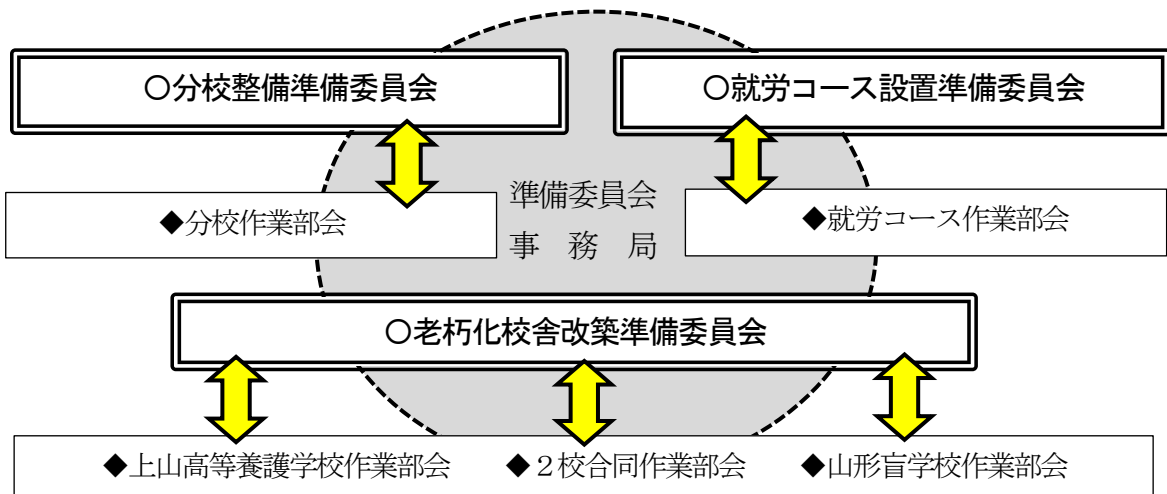 〇分校整備準備委員会
〇就労コース設置準備委員会
◆分校作業部会
準備委員会
事　務　局
◆就労コース作業部会
〇老朽化校舎改築準備委員会
◆上山高等養護学校作業部会　◆２校合同作業部会　◆山形盲学校作業部会